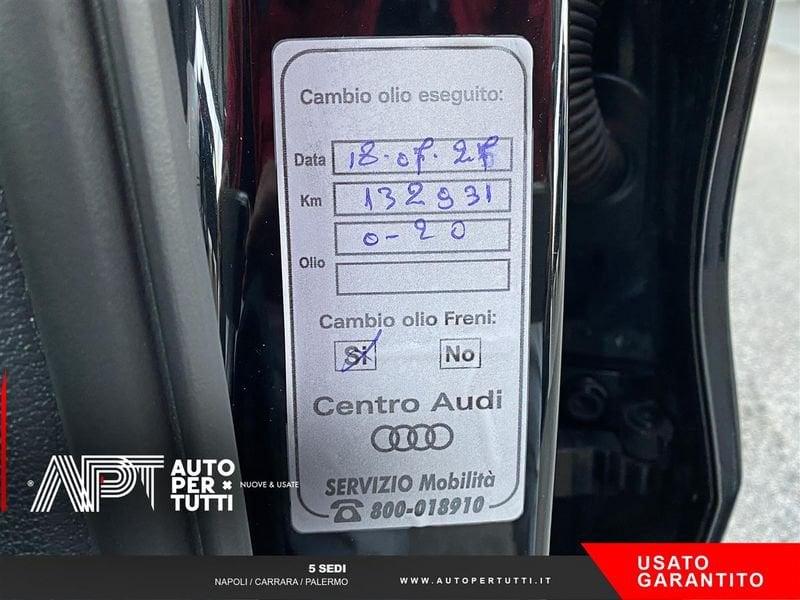 Cambio olio eseguito:
Data 18.07.
Km 132931
0-20
Olio
Cambio olio Freni:
Si No
Centro Audi
SERVIZIO Mobilità
☎ 800-018910
® APT AUTO PER TUTTI NUOVE & USATE
5 SEDI
NAPOLI / CARRARA / PALERMO
WWW.AUTOPERTUTTI.IT
USATO
GARANTITO